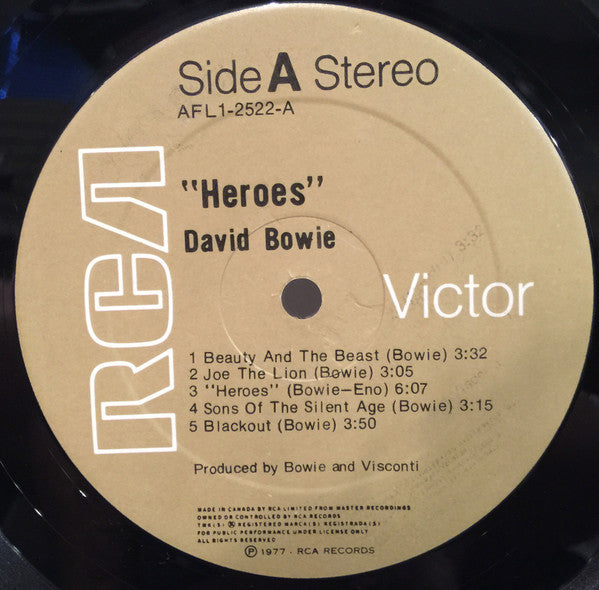 Side A Stereo
AFL1-2522-A
RCA
"Heroes"
David Bowie
Victor
1 Beauty And The Beast (Bowie) 3:32
2 Joe The Lion (Bowie) 3:05
3 "Heroes" (Bowie—Eno) 6:07
4 Sons Of The Silent Age (Bowie) 3:15
5 Blackout (Bowie) 3:50
Produced by Bowie and Visconti
MADE IN CANADA BY RCA LIMITED FROM MASTER RECORDINGS
OWNED OR CONTROLLED BY RCA RECORDS
TMK(S) ® REGISTERED MARCA(S) REGISTRADA(S)
FOR PUBLIC PERFORMANCE UNDER LICENSE ONLY
ALL RIGHTS RESERVED
℗ 1977 · RCA RECORDS